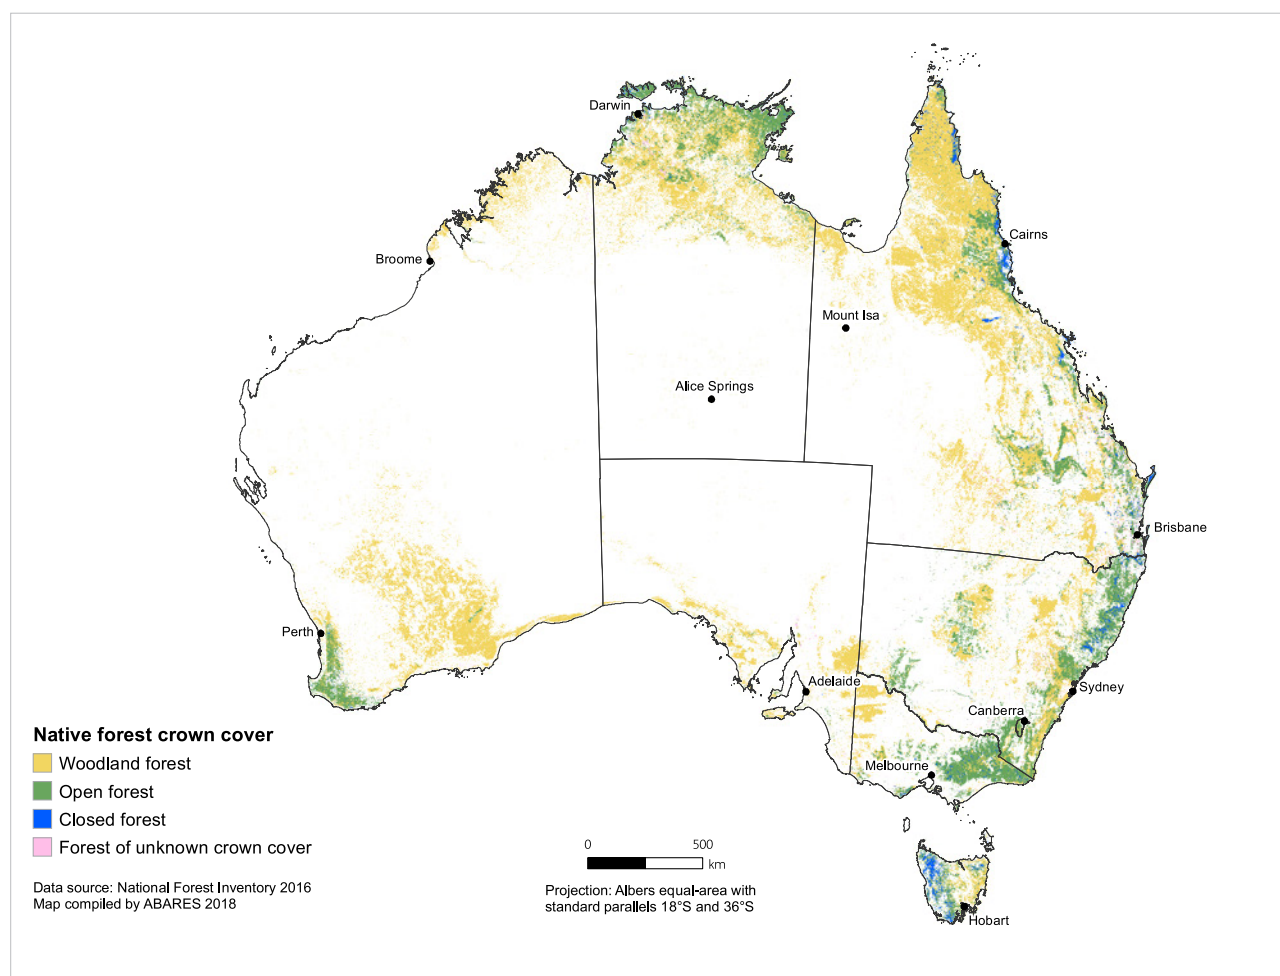 Darwin
Cairns
Broome
Mount Isa
Alice Springs
Brisbane
Perth
Adelaide
Sydney
Canberra
Melbourne
Hobart
Native forest crown cover
Woodland forest
Open forest
Closed forest
Forest of unknown crown cover
Data source: National Forest Inventory 2016
Map compiled by ABARES 2018
0 500
km
Projection: Albers equal-area with
standard parallels 18°S and 36°S